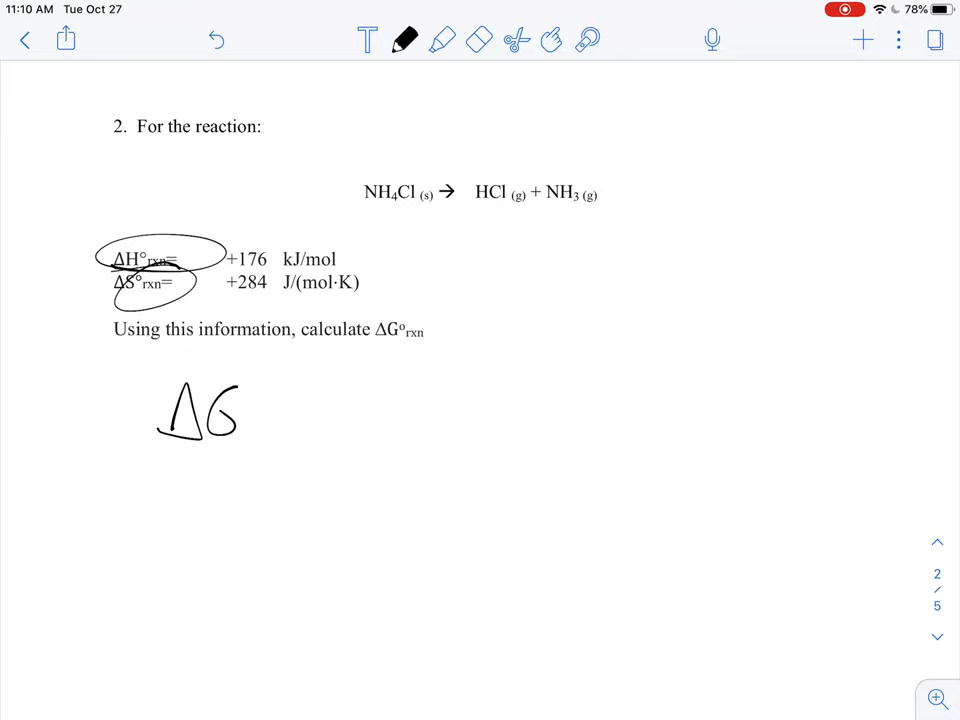 11:10 AM Tue Oct 27 78%
T
2. For the reaction:
NH₄Cl (s) → HCl (g) + NH₃ (g)
ΔH°rxn= +176 kJ/mol
ΔS°rxn= +284 J/(mol·K)
Using this information, calculate ΔG°rxn
ΔG
2
/
5